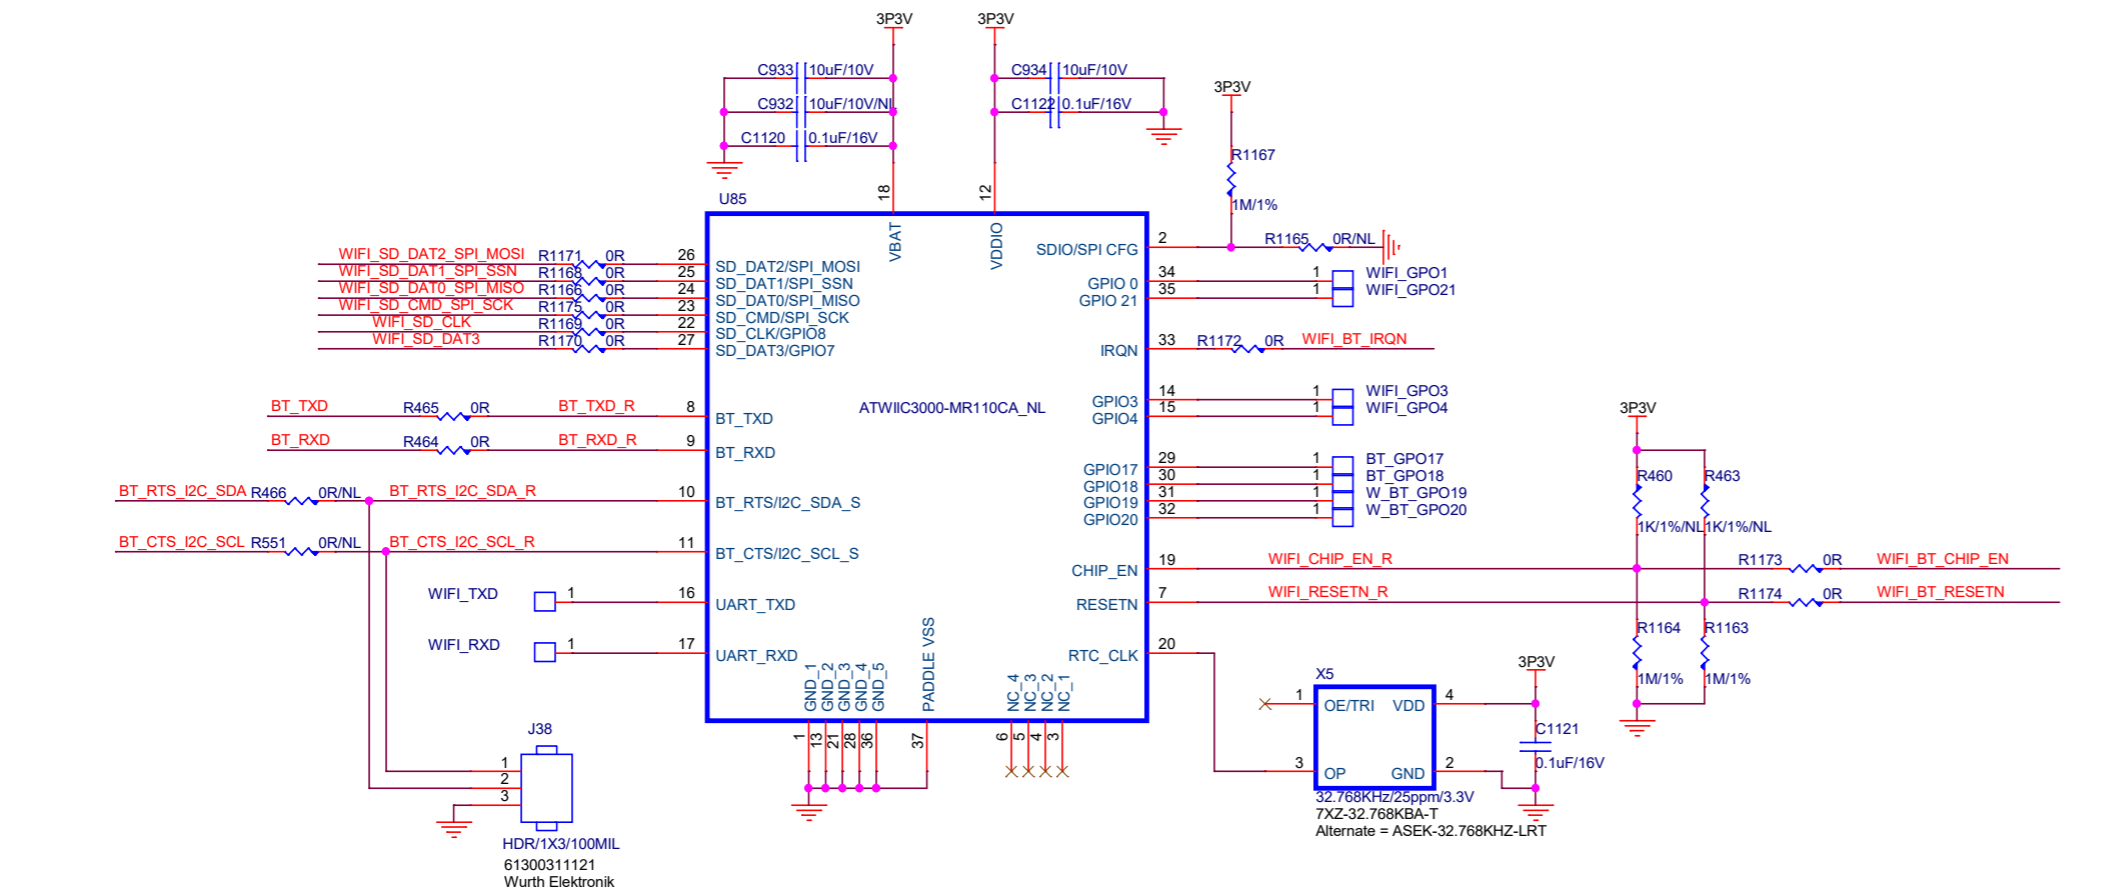 3P3V
3P3V
C933 10uF/10V
C932 10uF/10V/NL
C1120 0.1uF/16V
C934 10uF/10V
C1122 0.1uF/16V
3P3V
R1167
1M/1%
18
12
U85
VBAT
VDDIO
WIFI_SD_DAT2_SPI_MOSI R1171 0R 26 SD_DAT2/SPI_MOSI
WIFI_SD_DAT1_SPI_SSN R1168 0R 25 SD_DAT1/SPI_SSN
WIFI_SD_DAT0_SPI_MISO R1166 0R 24 SD_DAT0/SPI_MISO
WIFI_SD_CMD_SPI_SCK R1175 0R 23 SD_CMD/SPI_SCK
WIFI_SD_CLK R1169 0R 22 SD_CLK/GPIO8
WIFI_SD_DAT3 R1170 0R 27 SD_DAT3/GPIO7
BT_TXD R465 0R BT_TXD_R 8 BT_TXD
BT_RXD R464 0R BT_RXD_R 9 BT_RXD
BT_RTS_I2C_SDA R466 0R/NL BT_RTS_I2C_SDA_R 10 BT_RTS/I2C_SDA_S
BT_CTS_I2C_SCL R551 0R/NL BT_CTS_I2C_SCL_R 11 BT_CTS/I2C_SCL_S
WIFI_TXD 1 16 UART_TXD
WIFI_RXD 1 17 UART_RXD
ATWIIC3000-MR110CA_NL
SDIO/SPI CFG 2 R1165 0R/NL
GPIO 0 34 1 WIFI_GPO1
GPIO 21 35 1 WIFI_GPO21
IRQN 33 R1172 0R WIFI_BT_IRQN
GPIO3 14 1 WIFI_GPO3
GPIO4 15 1 WIFI_GPO4
GPIO17 29 1 BT_GPO17
GPIO18 30 1 BT_GPO18
GPIO19 31 1 W_BT_GPO19
GPIO20 32 1 W_BT_GPO20
3P3V
R460 R463
1K/1%/NL 1K/1%/NL
CHIP_EN 19 WIFI_CHIP_EN_R R1173 0R WIFI_BT_CHIP_EN
RESETN 7 WIFI_RESETN_R R1174 0R WIFI_BT_RESETN
R1164 R1163
1M/1% 1M/1%
RTC_CLK 20
GND_1 GND_2 GND_3 GND_4 GND_5 PADDLE VSS NC_4 NC_3 NC_2 NC_1
1 13 21 28 36 37 6 5 4 3
3P3V
X5
1 OE/TRI VDD 4
3 OP GND 2
C1121
0.1uF/16V
32.768KHz/25ppm/3.3V
7XZ-32.768KBA-T
Alternate = ASEK-32.768KHZ-LRT
J38
1
2
3
HDR/1X3/100MIL
61300311121
Wurth Elektronik